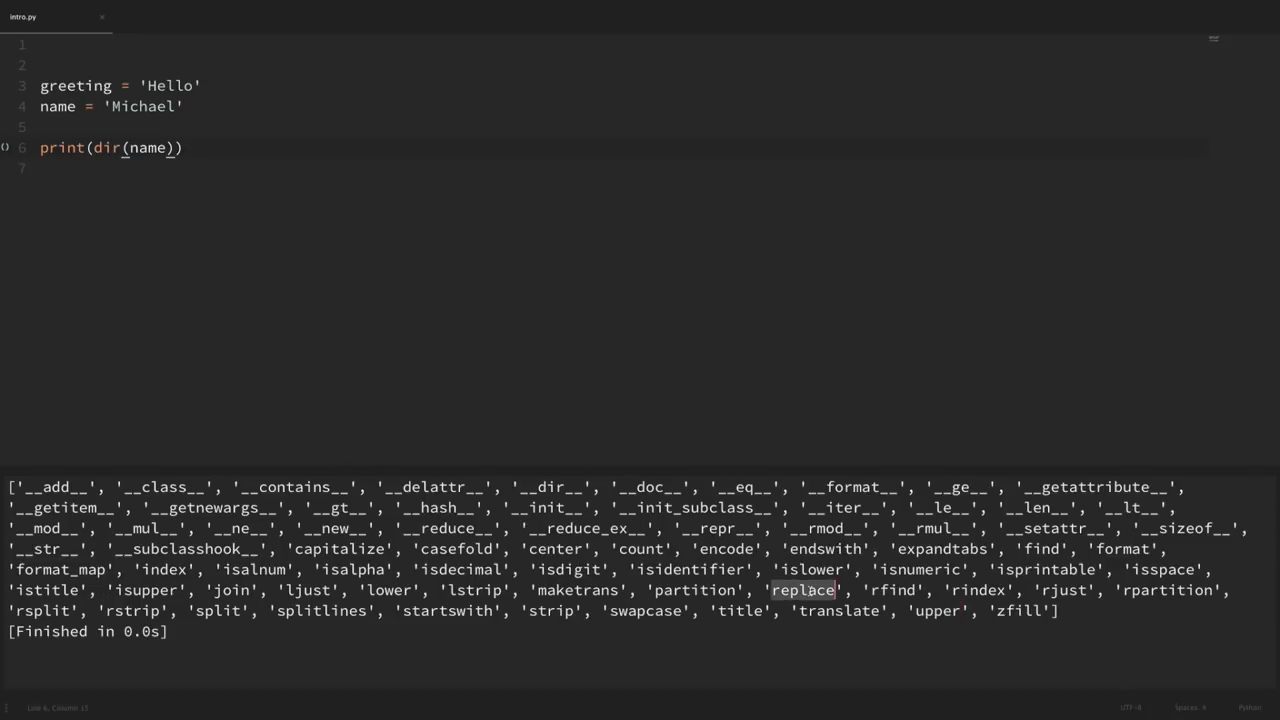 intro.py ×
1
2
3 greeting = 'Hello'
4 name = 'Michael'
5
() 6 print(dir(name))
7
['__add__', '__class__', '__contains__', '__delattr__', '__dir__', '__doc__', '__eq__', '__format__', '__ge__', '__getattribute__',
'__getitem__', '__getnewargs__', '__gt__', '__hash__', '__init__', '__init_subclass__', '__iter__', '__le__', '__len__', '__lt__',
'__mod__', '__mul__', '__ne__', '__new__', '__reduce__', '__reduce_ex__', '__repr__', '__rmod__', '__rmul__', '__setattr__', '__sizeof__',
'__str__', '__subclasshook__', 'capitalize', 'casefold', 'center', 'count', 'encode', 'endswith', 'expandtabs', 'find', 'format',
'format_map', 'index', 'isalnum', 'isalpha', 'isdecimal', 'isdigit', 'isidentifier', 'islower', 'isnumeric', 'isprintable', 'isspace',
'istitle', 'isupper', 'join', 'ljust', 'lower', 'lstrip', 'maketrans', 'partition', 'replace', 'rfind', 'rindex', 'rjust', 'rpartition',
'rsplit', 'rstrip', 'split', 'splitlines', 'startswith', 'strip', 'swapcase', 'title', 'translate', 'upper', 'zfill']
[Finished in 0.0s]
Line 6, Column 15 UTF-8 Spaces: 4 Python